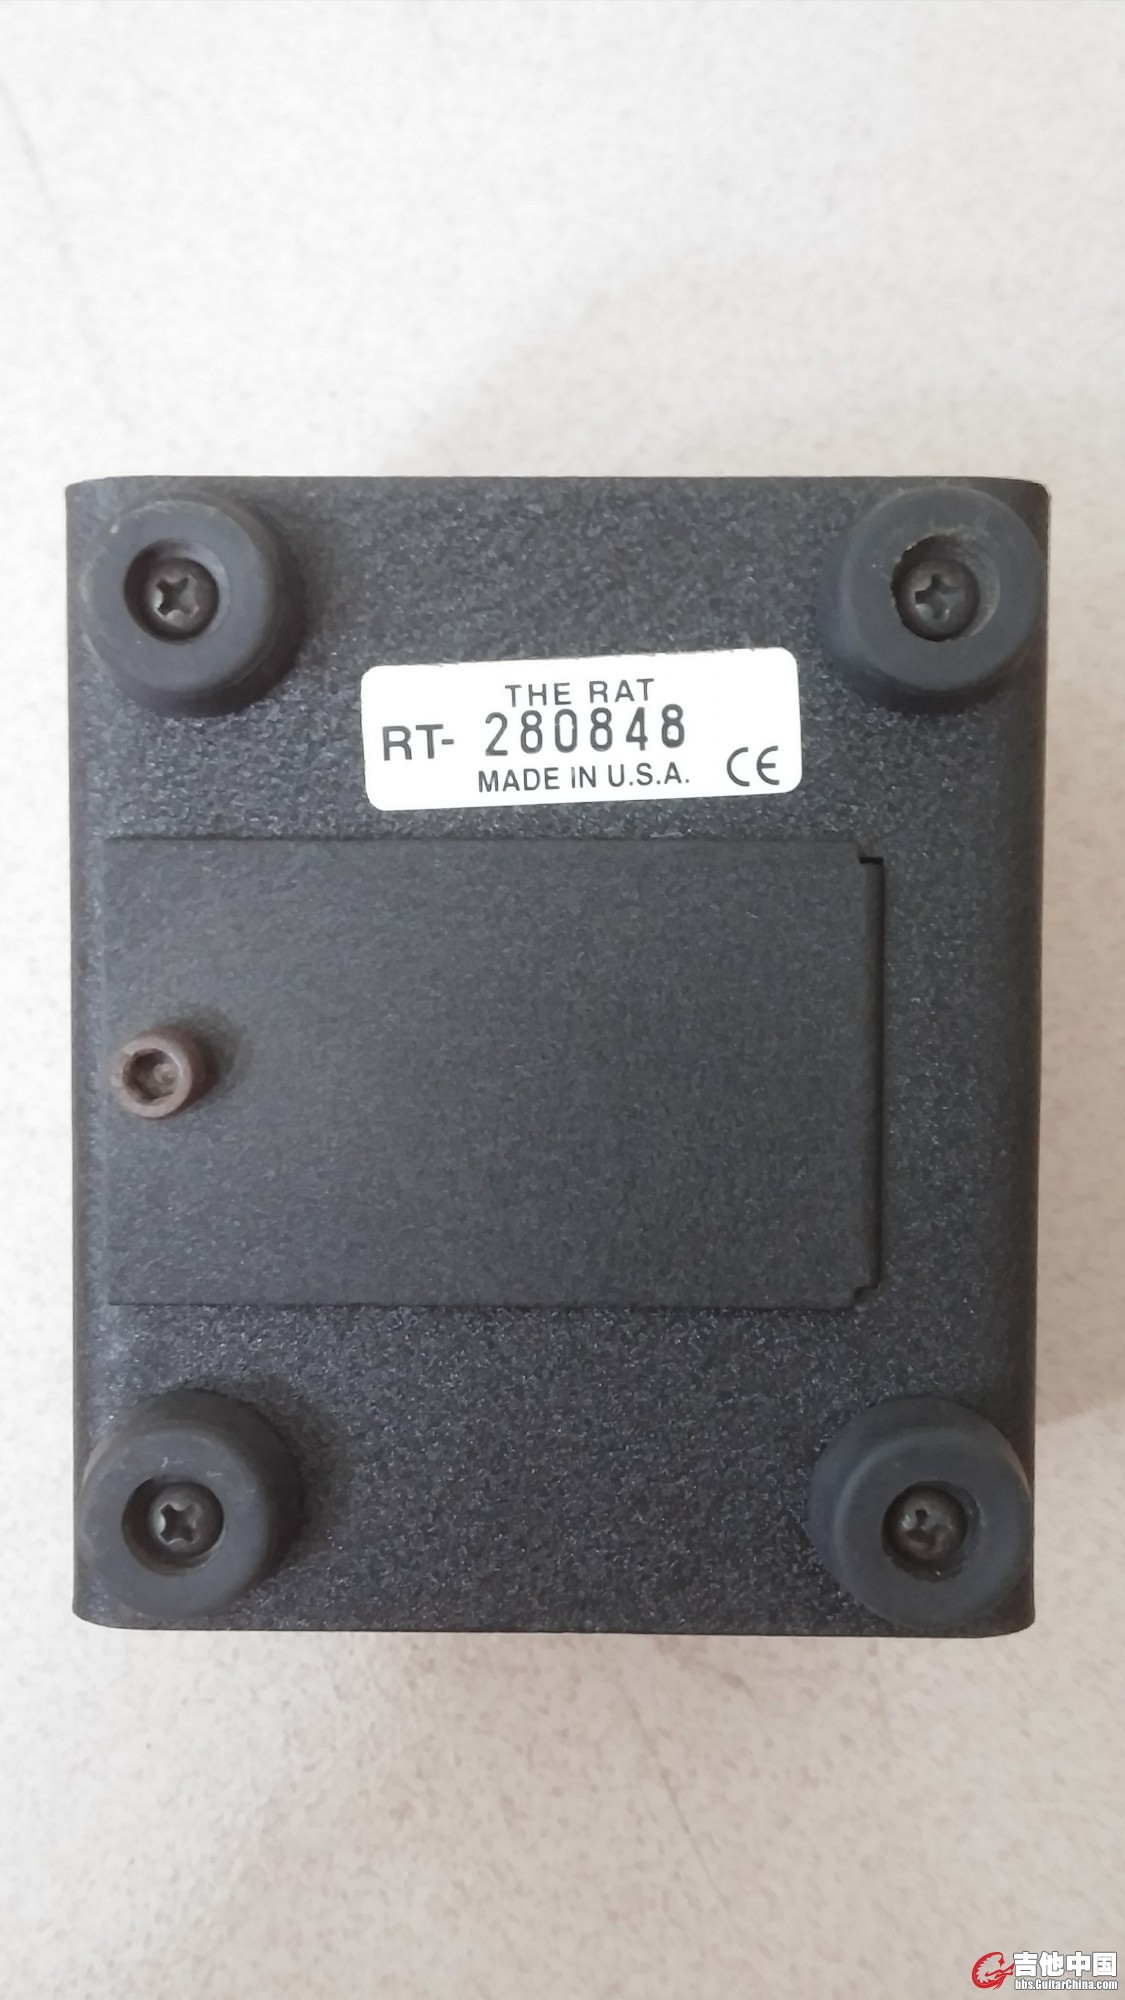 THE RAT
RT- 280848
MADE IN U.S.A. CE
吉他中国
bbs.GuitarChina.com